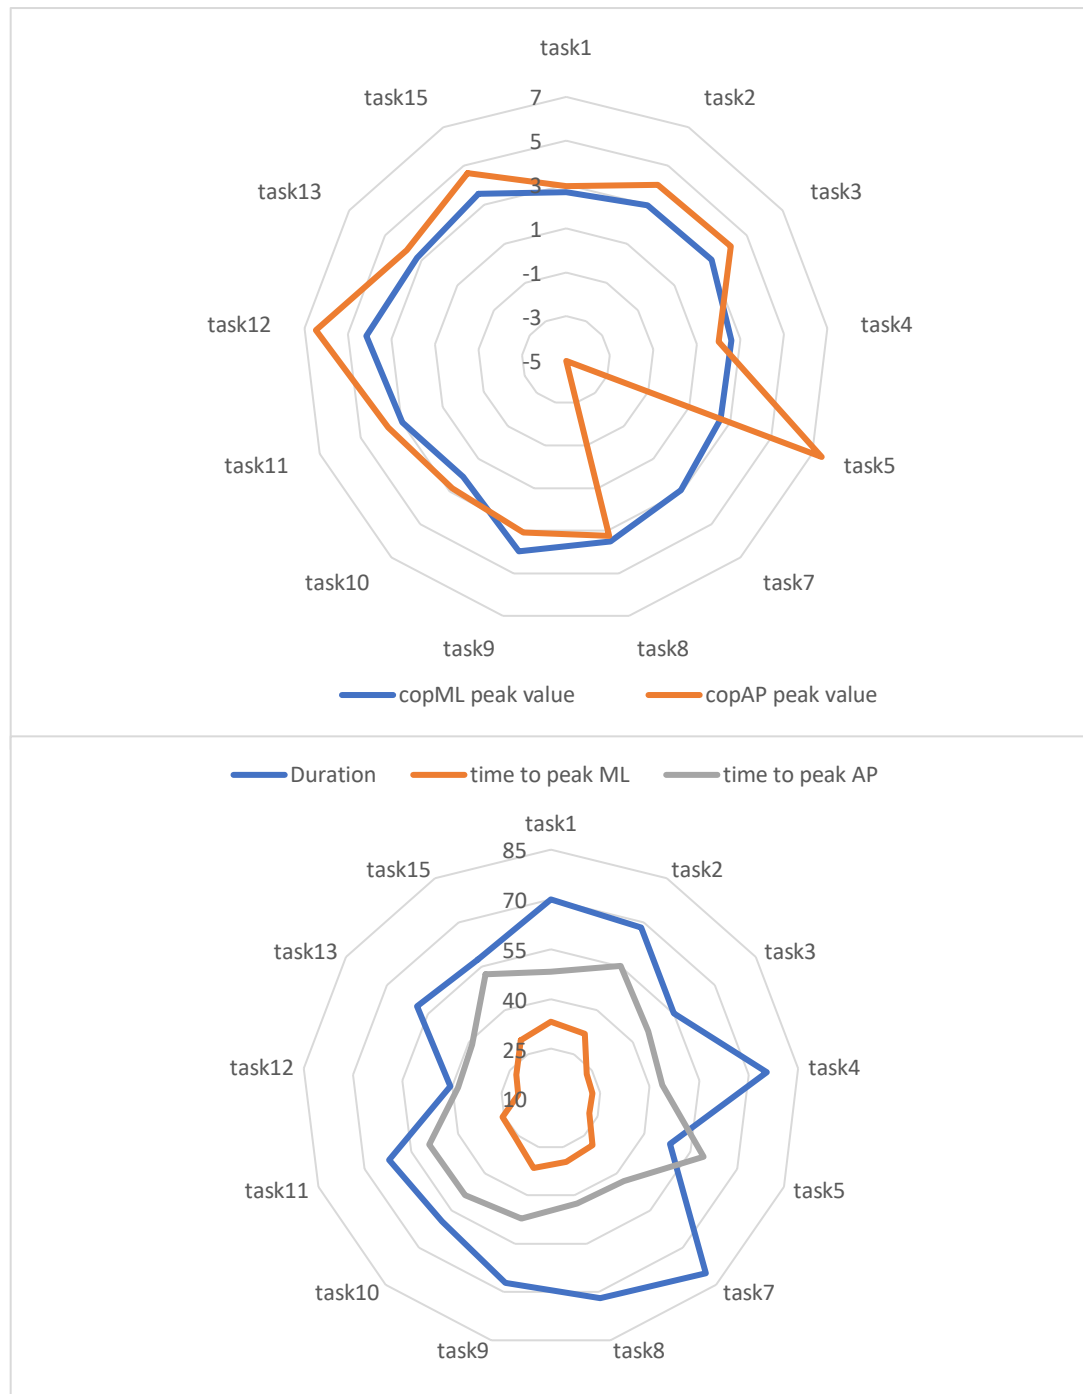 task1
task15
task2
7
5
task13
task3
3
1
-1
task12
task4
-3
-5
task11
task5
task10
task7
task9
task8
copML peak value
copAP peak value
Duration
time to peak ML
time to peak AP
task1
85
task15
task2
70
55
task13
task3
40
25
task12
task4
10
task11
task5
task10
task7
task9
task8